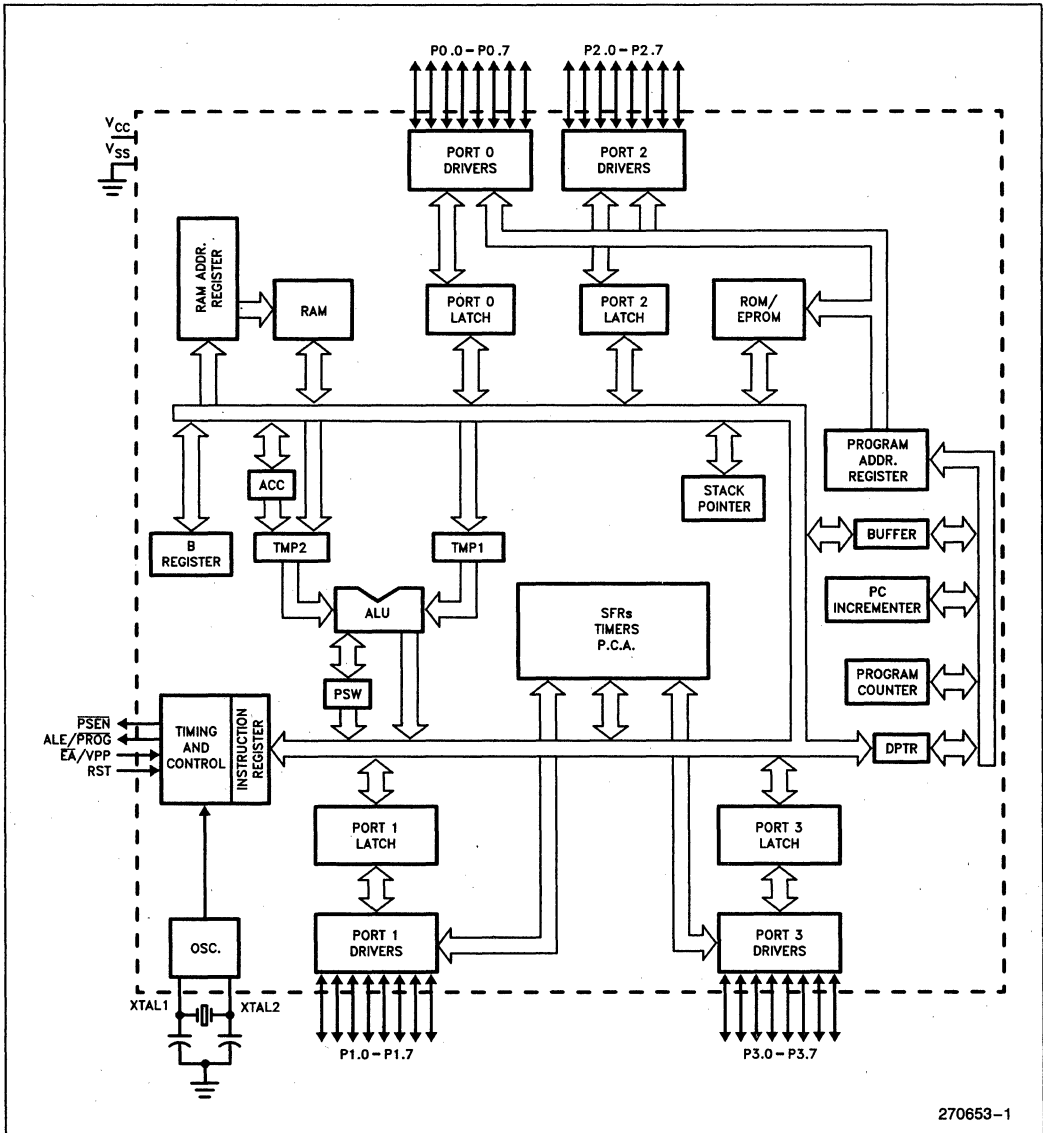 P0.0-P0.7
P2.0-P2.7
VCC
VSS
PORT 0
DRIVERS
PORT 2
DRIVERS
RAM ADDR.
REGISTER
RAM
PORT 0
LATCH
PORT 2
LATCH
ROM/
EPROM
PROGRAM
ADDR.
REGISTER
ACC
STACK
POINTER
B
REGISTER
TMP2
TMP1
BUFFER
ALU
SFRs
TIMERS
P.C.A.
PC
INCREMENTER
PSW
PROGRAM
COUNTER
PSEN
ALE/PROG
EA/VPP
RST
TIMING
AND
CONTROL
INSTRUCTION
REGISTER
DPTR
PORT 1
LATCH
PORT 3
LATCH
OSC.
PORT 1
DRIVERS
PORT 3
DRIVERS
XTAL1
XTAL2
P1.0-P1.7
P3.0-P3.7
270653-1